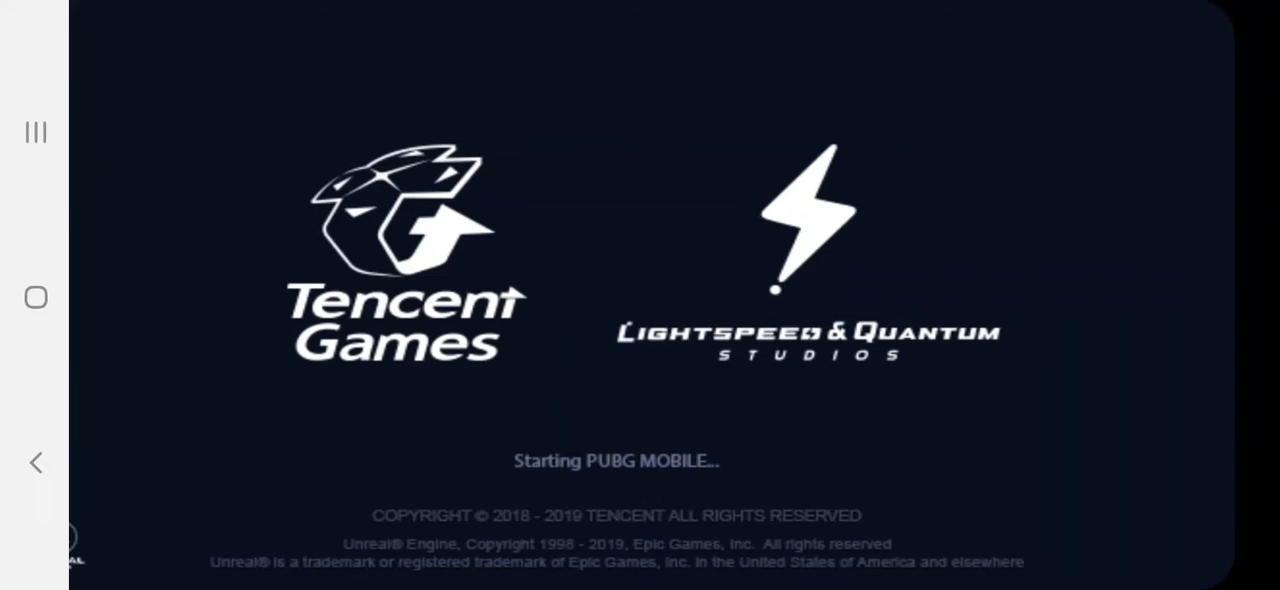 Tencent
Games
LIGHTSPEED & QUANTUM
STUDIOS
Starting PUBG MOBILE...
COPYRIGHT © 2018 - 2019 TENCENT ALL RIGHTS RESERVED
Unreal® Engine, Copyright 1998 - 2019, Epic Games, Inc. All rights reserved
Unreal® is a trademark or registered trademark of Epic Games, Inc. in the United States of America and elsewhere